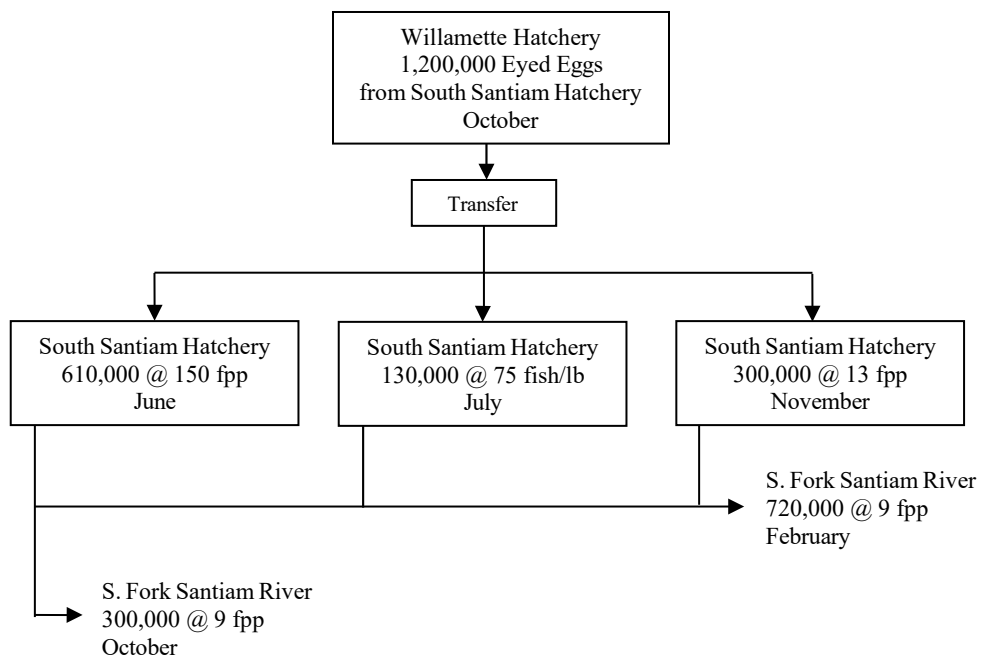 Willamette Hatchery
1,200,000 Eyed Eggs
from South Santiam Hatchery
October
Transfer
South Santiam Hatchery
610,000 @ 150 fpp
June
South Santiam Hatchery
130,000 @ 75 fish/lb
July
South Santiam Hatchery
300,000 @ 13 fpp
November
S. Fork Santiam River
720,000 @ 9 fpp
February
S. Fork Santiam River
300,000 @ 9 fpp
October